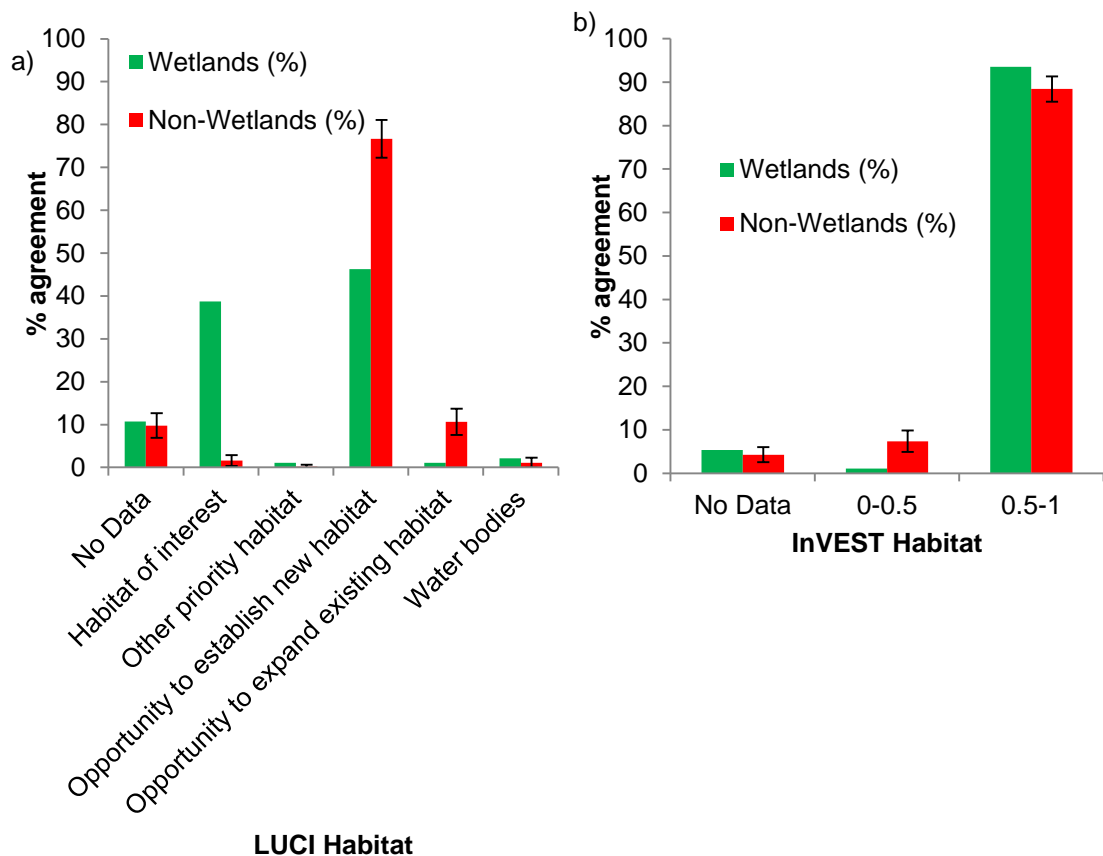 a)
100
90
80
70
60
50
40
30
20
10
0
% agreement
Wetlands (%)
Non-Wetlands (%)
No Data
Habitat of interest
Other priority habitat
Opportunity to establish new habitat
Opportunity to expand existing habitat
Water bodies
LUCI Habitat
b)
100
90
80
70
60
50
40
30
20
10
0
% agreement
Wetlands (%)
Non-Wetlands (%)
No Data
0-0.5
0.5-1
InVEST Habitat